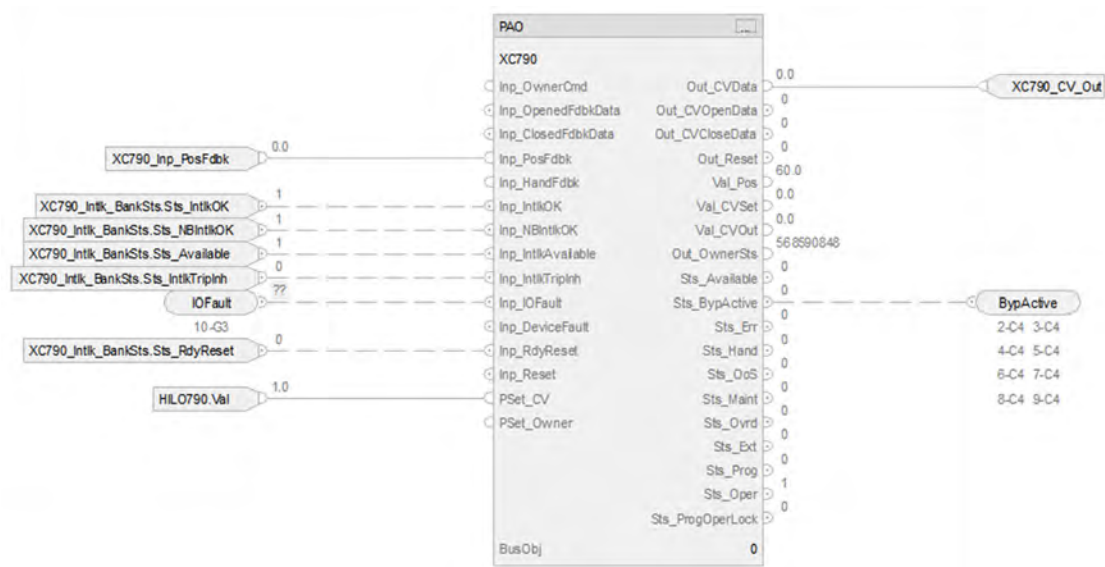 PAO
...
XC790
Inp_OwnerCmd Out_CVData 0.0 XC790_CV_Out
Inp_OpenedFdbkData Out_CVOpenData 0
Inp_ClosedFdbkData Out_CVCloseData 0
XC790_Inp_PosFdbk 0.0 Inp_PosFdbk Out_Reset 0
Inp_HandFdbk Val_Pos 60.0
XC790_Intlk_BankSts.Sts_IntlkOK 1 Inp_IntlkOK Val_CVSet 0.0
XC790_Intlk_BankSts.Sts_NBIntlkOK 1 Inp_NBIntlkOK Val_CVOut 0.0
XC790_Intlk_BankSts.Sts_Available 1 Inp_IntlkAvailable Out_OwnerSts 568590848
XC790_Intlk_BankSts.Sts_IntlkTripInh 0 Inp_IntlkTripInh Sts_Available 0
IOFault ?? Inp_IOFault Sts_BypActive 0 BypActive
10-G3 Inp_DeviceFault Sts_Err 0 2-C4 3-C4
XC790_Intlk_BankSts.Sts_RdyReset 0 Inp_RdyReset Sts_Hand 0 4-C4 5-C4
Inp_Reset Sts_OoS 0 6-C4 7-C4
HILO790.Val 1.0 PSet_CV Sts_Maint 0 8-C4 9-C4
PSet_Owner Sts_Ovrd 0
Sts_Ext 0
Sts_Prog 0
Sts_Oper 1
Sts_ProgOperLock 0
BusObj 0